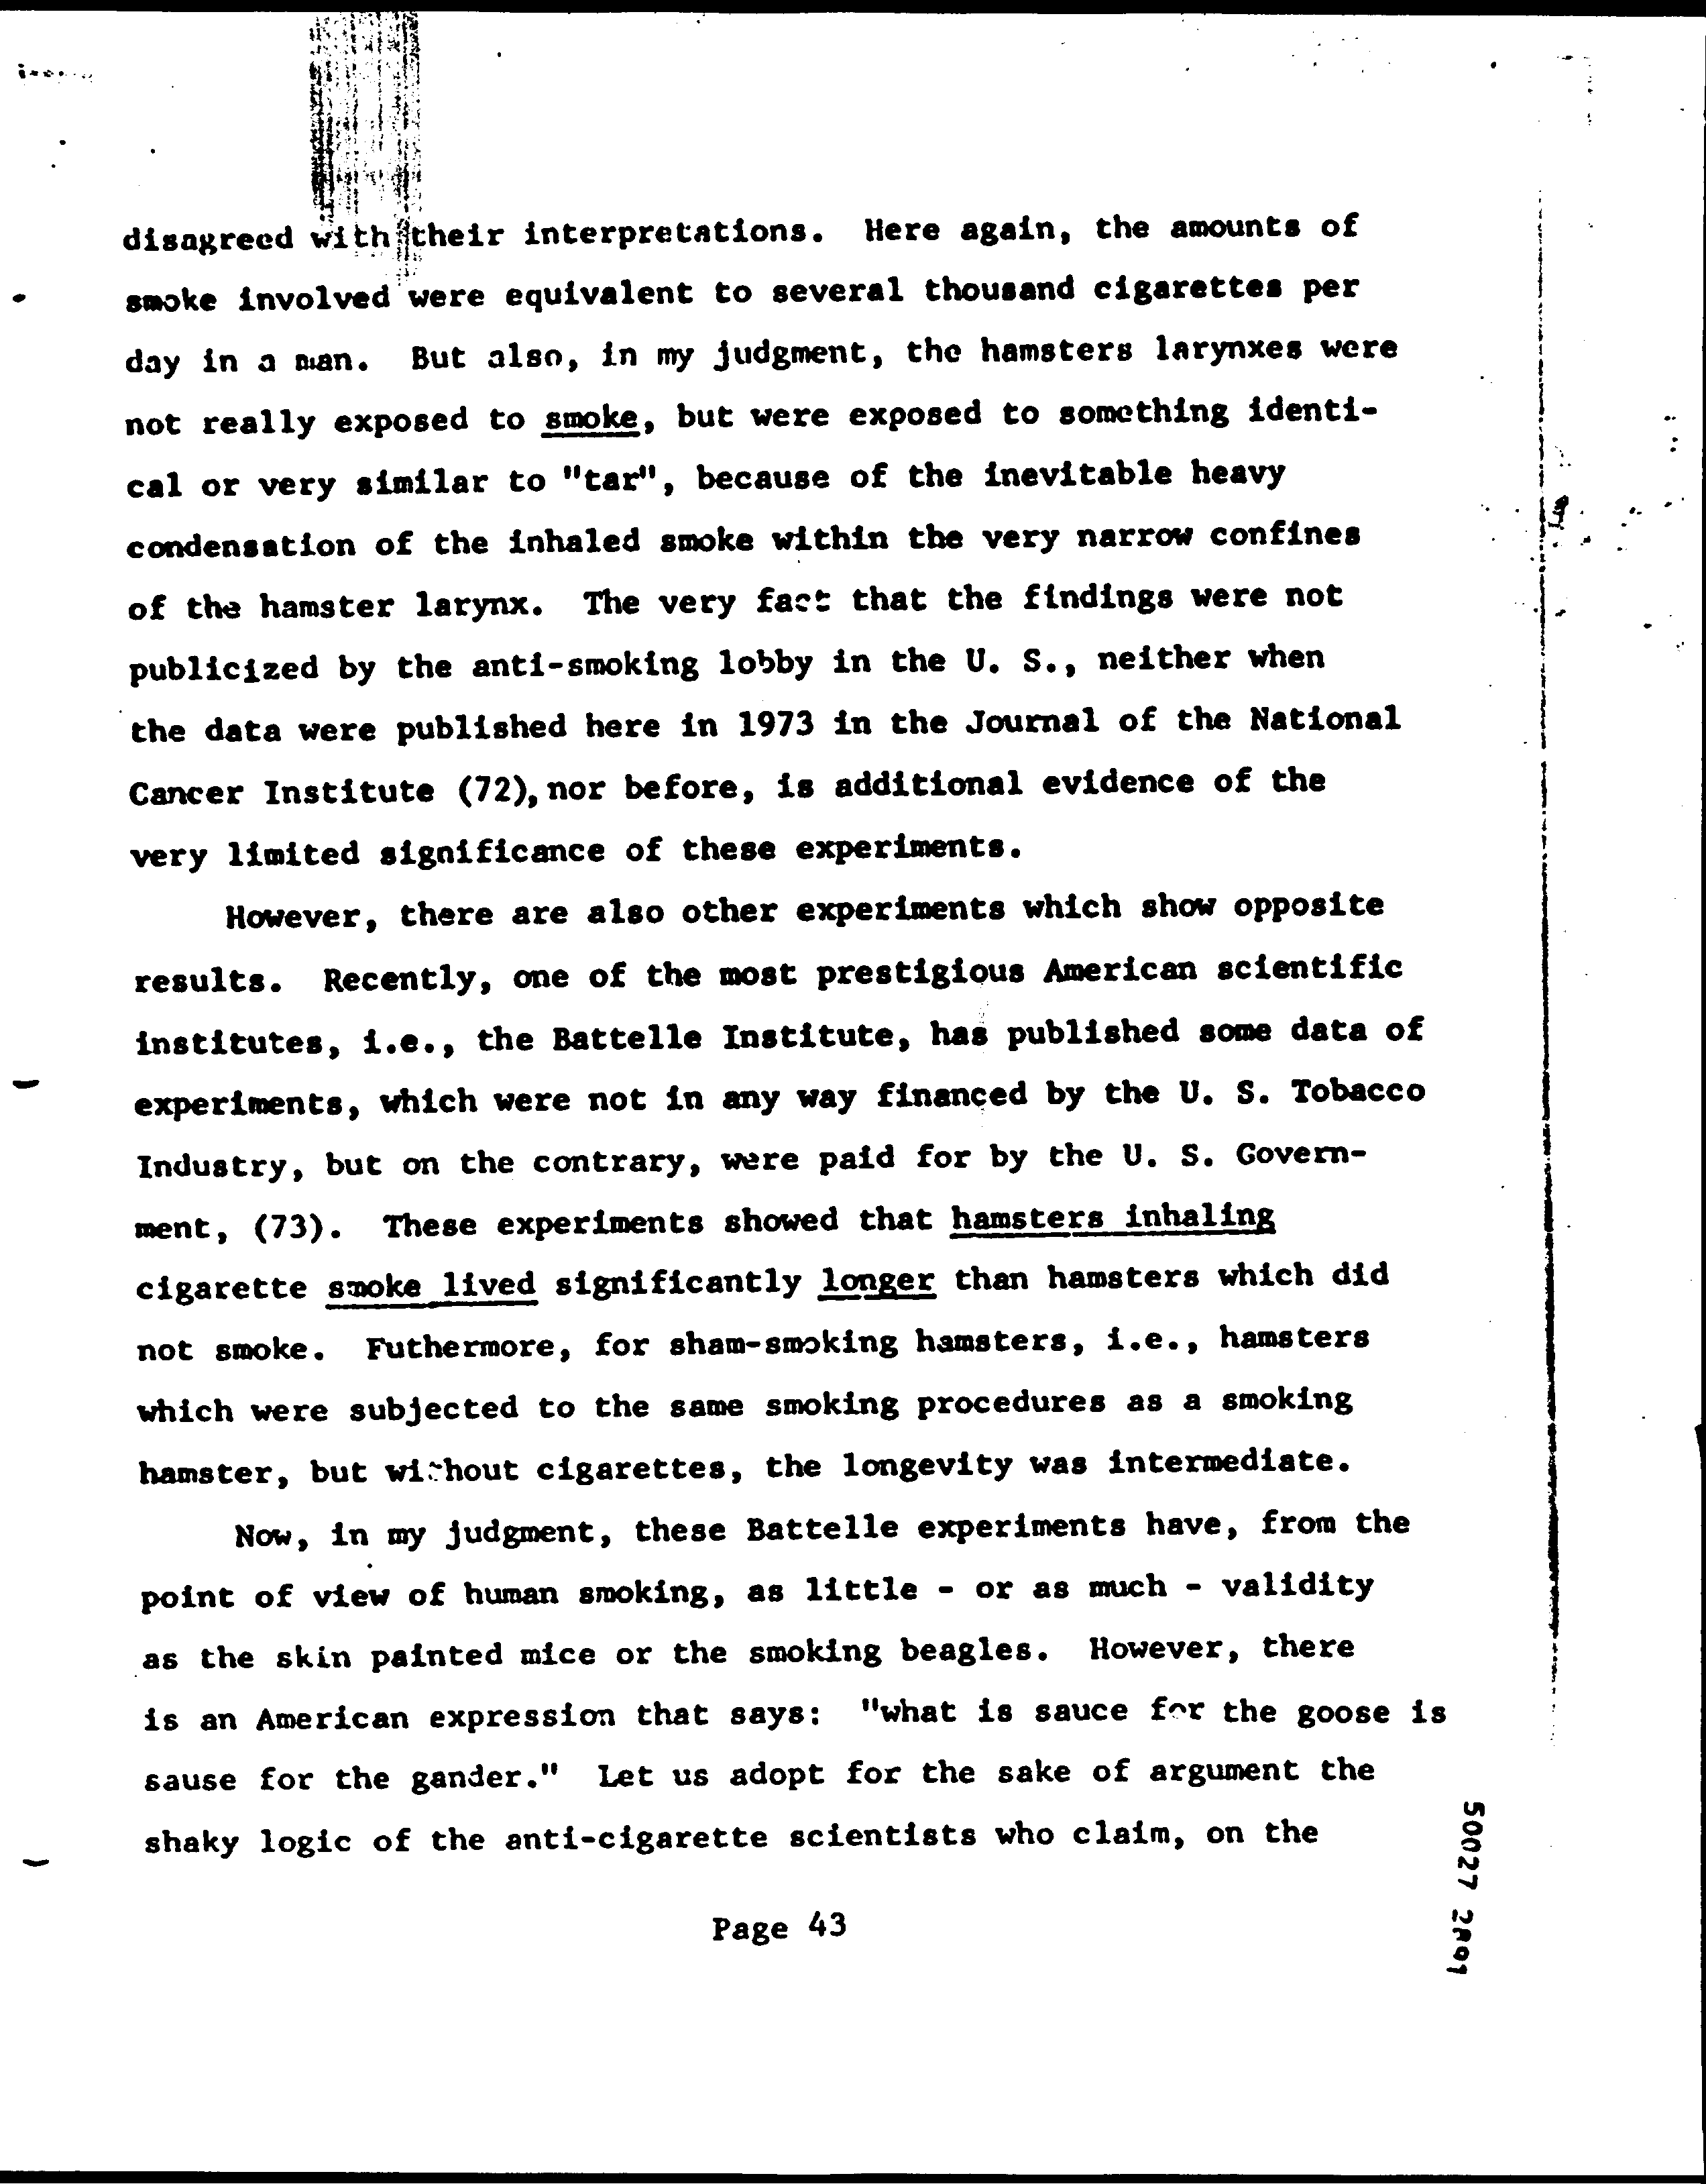 disagreed with their interpretations. Here again, the amounts of
smoke involved were equivalent to several thousand cigarettes per
day in a man. But also, in my judgment, the hamsters larynxes were
not really exposed to smoke, but were exposed to something identi-
cal or very similar to "tar", because of the inevitable heavy
condensation of the inhaled smoke within the very narrow confines
of the hamster larynx. The very fact that the findings were not
publicized by the anti-smoking lobby in the U. S., neither when
the data were published here in 1973 in the Journal of the National
Cancer Institute (72), nor before, is additional evidence of the
very limited significance of these experiments.
However, there are also other experiments which show opposite
results. Recently, one of the most prestigious American scientific
institutes, i.e., the Battelle Institute, has published some data of
experiments, which were not in any way financed by the U. S. Tobacco
Industry, but on the contrary, were paid for by the U. S. Govern-
ment, (73). These experiments showed that hamsters inhaling
cigarette smoke lived significantly longer than hamsters which did
not smoke. Futhermore, for sham-smoking hamsters, i.e., hamsters
which were subjected to the same smoking procedures as a smoking
hamster, but without cigarettes, the longevity was intermediate.
Now, in my judgment, these Battelle experiments have, from the
point of view of human smoking, as little - or as much - validity
as the skin painted mice or the smoking beagles. However, there
is an American expression that says: "what is sauce for the goose is
sause for the gander." Let us adopt for the sake of argument the
shaky logic of the anti-cigarette scientists who claim, on the
Page 43
50027 2891